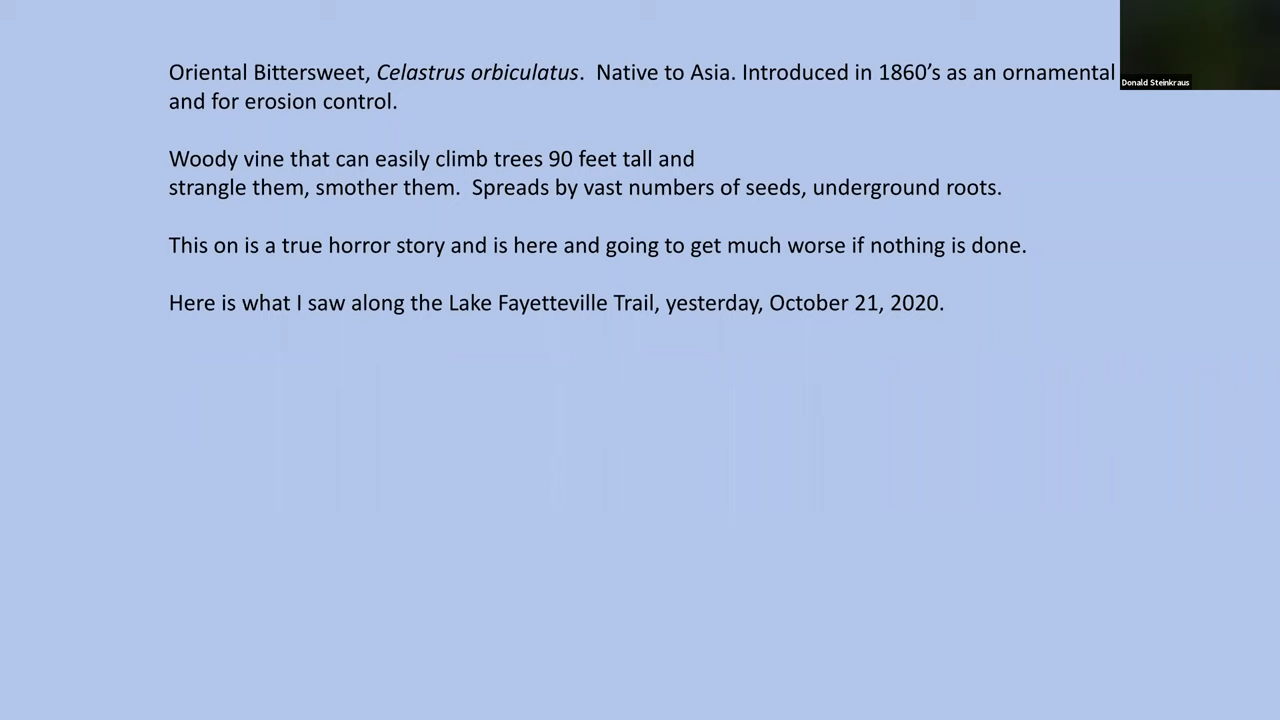 Oriental Bittersweet, Celastrus orbiculatus.  Native to Asia. Introduced in 1860’s as an ornamental
and for erosion control.
Woody vine that can easily climb trees 90 feet tall and
strangle them, smother them.  Spreads by vast numbers of seeds, underground roots.
This on is a true horror story and is here and going to get much worse if nothing is done.
Here is what I saw along the Lake Fayetteville Trail, yesterday, October 21, 2020.
Donald Steinkraus